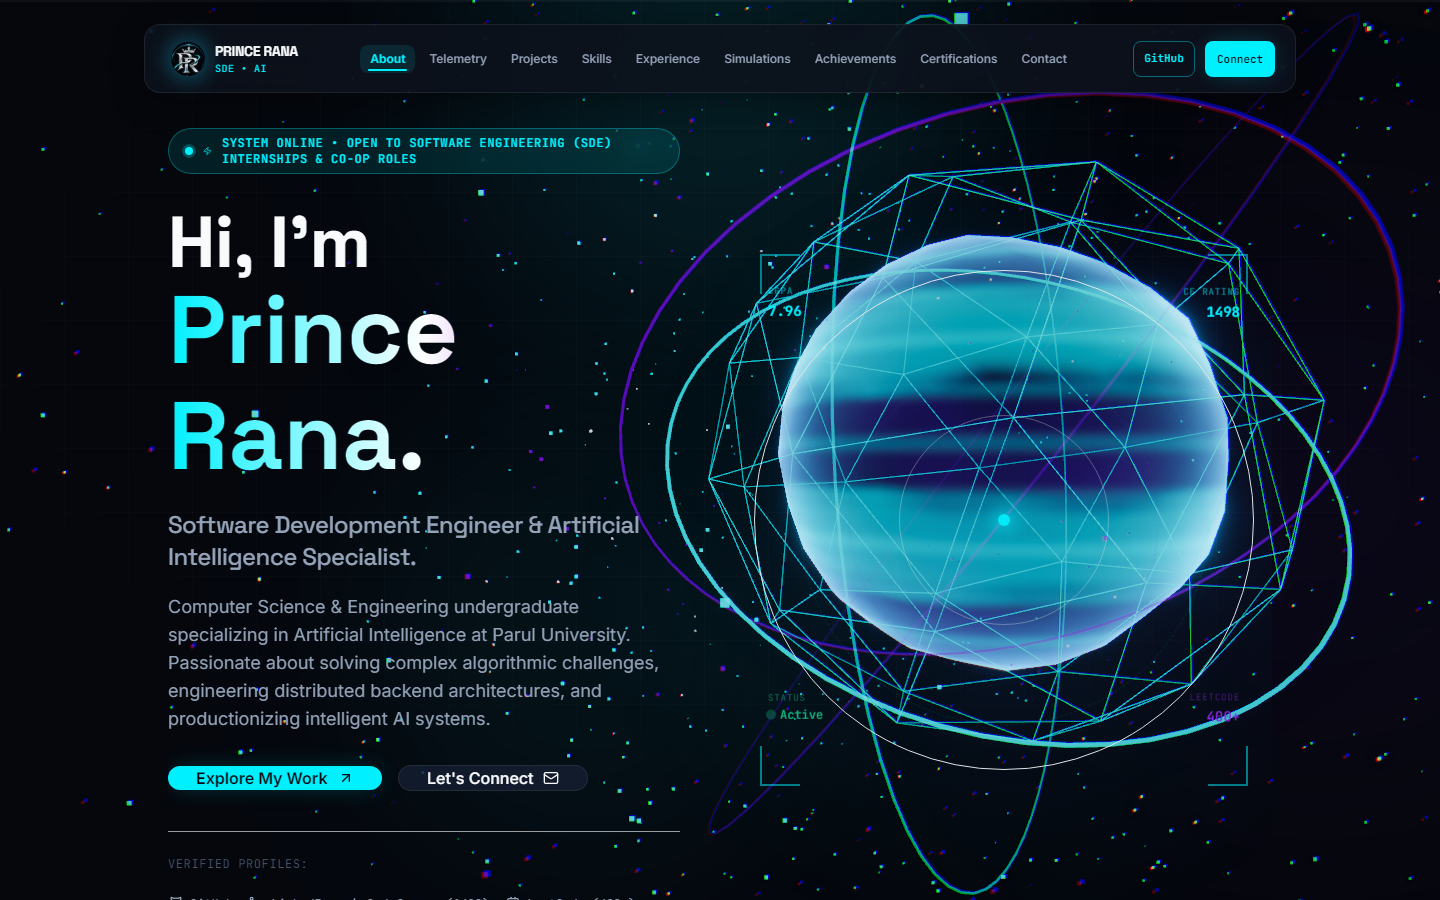 PRINCE RANA
SDE • AI
About Telemetry Projects Skills Experience Simulations Achievements Certifications Contact
GitHub
Connect
SYSTEM ONLINE • OPEN TO SOFTWARE ENGINEERING (SDE)
INTERNSHIPS & CO-OP ROLES
Hi, I'm
Prince
Rana.
Software Development Engineer & Artificial
Intelligence Specialist.
Computer Science & Engineering undergraduate
specializing in Artificial Intelligence at Parul University.
Passionate about solving complex algorithmic challenges,
engineering distributed backend architectures, and
productionizing intelligent AI systems.
Explore My Work
Let's Connect
VERIFIED PROFILES:
7.96
1498
STATUS
Active
LEETCODE
400+